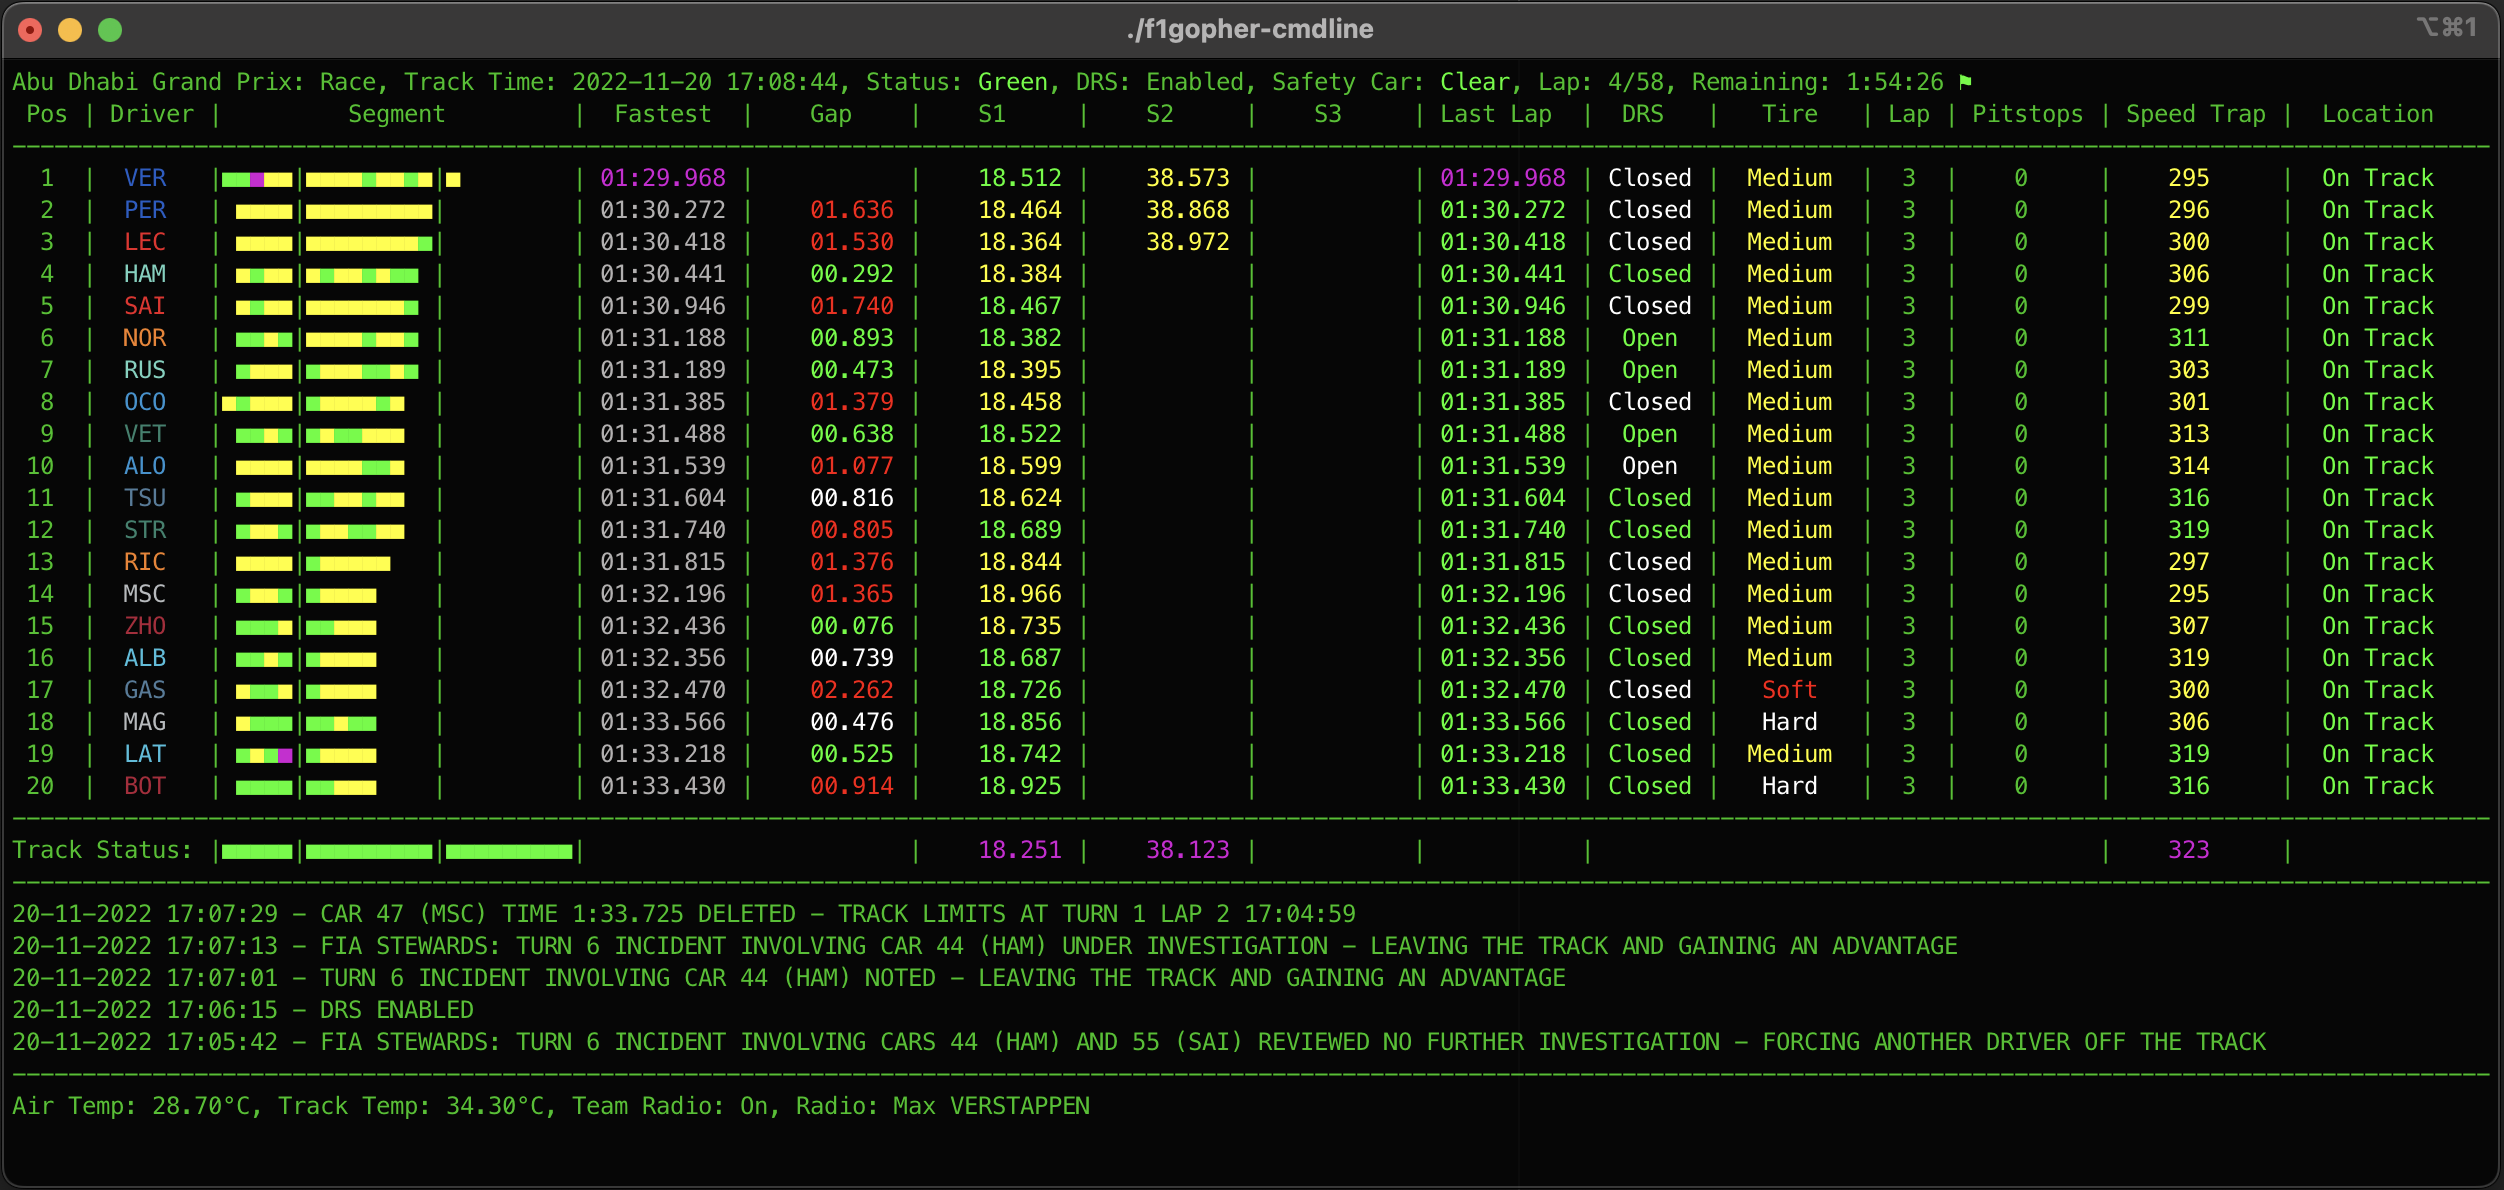 ./f1gopher-cmdline ⌥⌘1
Abu Dhabi Grand Prix: Race, Track Time: 2022-11-20 17:08:44, Status: Green, DRS: Enabled, Safety Car: Clear, Lap: 4/58, Remaining: 1:54:26 ⚑
Pos | Driver | Segment | Fastest | Gap | S1 | S2 | S3 | Last Lap | DRS | Tire | Lap | Pitstops | Speed Trap | Location
1 | VER | | | | 01:29.968 | | 18.512 | 38.573 | | 01:29.968 | Closed | Medium | 3 | 0 | 295 | On Track
2 | PER | | | | 01:30.272 | 01.636 | 18.464 | 38.868 | | 01:30.272 | Closed | Medium | 3 | 0 | 296 | On Track
3 | LEC | | | | 01:30.418 | 01.530 | 18.364 | 38.972 | | 01:30.418 | Closed | Medium | 3 | 0 | 300 | On Track
4 | HAM | | | | 01:30.441 | 00.292 | 18.384 | | | 01:30.441 | Closed | Medium | 3 | 0 | 306 | On Track
5 | SAI | | | | 01:30.946 | 01.740 | 18.467 | | | 01:30.946 | Closed | Medium | 3 | 0 | 299 | On Track
6 | NOR | | | | 01:31.188 | 00.893 | 18.382 | | | 01:31.188 | Open | Medium | 3 | 0 | 311 | On Track
7 | RUS | | | | 01:31.189 | 00.473 | 18.395 | | | 01:31.189 | Open | Medium | 3 | 0 | 303 | On Track
8 | OCO | | | | 01:31.385 | 01.379 | 18.458 | | | 01:31.385 | Closed | Medium | 3 | 0 | 301 | On Track
9 | VET | | | | 01:31.488 | 00.638 | 18.522 | | | 01:31.488 | Open | Medium | 3 | 0 | 313 | On Track
10 | ALO | | | | 01:31.539 | 01.077 | 18.599 | | | 01:31.539 | Open | Medium | 3 | 0 | 314 | On Track
11 | TSU | | | | 01:31.604 | 00.816 | 18.624 | | | 01:31.604 | Closed | Medium | 3 | 0 | 316 | On Track
12 | STR | | | | 01:31.740 | 00.805 | 18.689 | | | 01:31.740 | Closed | Medium | 3 | 0 | 319 | On Track
13 | RIC | | | | 01:31.815 | 01.376 | 18.844 | | | 01:31.815 | Closed | Medium | 3 | 0 | 297 | On Track
14 | MSC | | | | 01:32.196 | 01.365 | 18.966 | | | 01:32.196 | Closed | Medium | 3 | 0 | 295 | On Track
15 | ZHO | | | | 01:32.436 | 00.076 | 18.735 | | | 01:32.436 | Closed | Medium | 3 | 0 | 307 | On Track
16 | ALB | | | | 01:32.356 | 00.739 | 18.687 | | | 01:32.356 | Closed | Medium | 3 | 0 | 319 | On Track
17 | GAS | | | | 01:32.470 | 02.262 | 18.726 | | | 01:32.470 | Closed | Soft | 3 | 0 | 300 | On Track
18 | MAG | | | | 01:33.566 | 00.476 | 18.856 | | | 01:33.566 | Closed | Hard | 3 | 0 | 306 | On Track
19 | LAT | | | | 01:33.218 | 00.525 | 18.742 | | | 01:33.218 | Closed | Medium | 3 | 0 | 319 | On Track
20 | BOT | | | | 01:33.430 | 00.914 | 18.925 | | | 01:33.430 | Closed | Hard | 3 | 0 | 316 | On Track
Track Status: | | | | | 18.251 | 38.123 | | | | 323 |
20-11-2022 17:07:29 - CAR 47 (MSC) TIME 1:33.725 DELETED - TRACK LIMITS AT TURN 1 LAP 2 17:04:59
20-11-2022 17:07:13 - FIA STEWARDS: TURN 6 INCIDENT INVOLVING CAR 44 (HAM) UNDER INVESTIGATION - LEAVING THE TRACK AND GAINING AN ADVANTAGE
20-11-2022 17:07:01 - TURN 6 INCIDENT INVOLVING CAR 44 (HAM) NOTED - LEAVING THE TRACK AND GAINING AN ADVANTAGE
20-11-2022 17:06:15 - DRS ENABLED
20-11-2022 17:05:42 - FIA STEWARDS: TURN 6 INCIDENT INVOLVING CARS 44 (HAM) AND 55 (SAI) REVIEWED NO FURTHER INVESTIGATION - FORCING ANOTHER DRIVER OFF THE TRACK
Air Temp: 28.70°C, Track Temp: 34.30°C, Team Radio: On, Radio: Max VERSTAPPEN